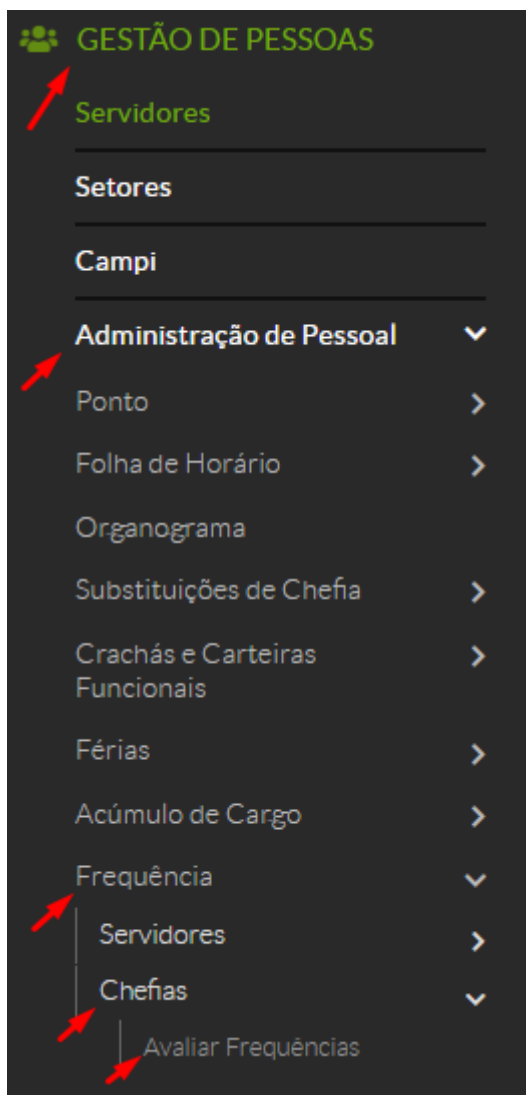 GESTÃO DE PESSOAS
Servidores
Setores
Campi
Administração de Pessoal
Ponto
Folha de Horário
Organograma
Substituições de Chefia
Crachás e Carteiras
Funcionais
Férias
Acúmulo de Cargo
Frequência
Servidores
Chefias
Avaliar Frequências